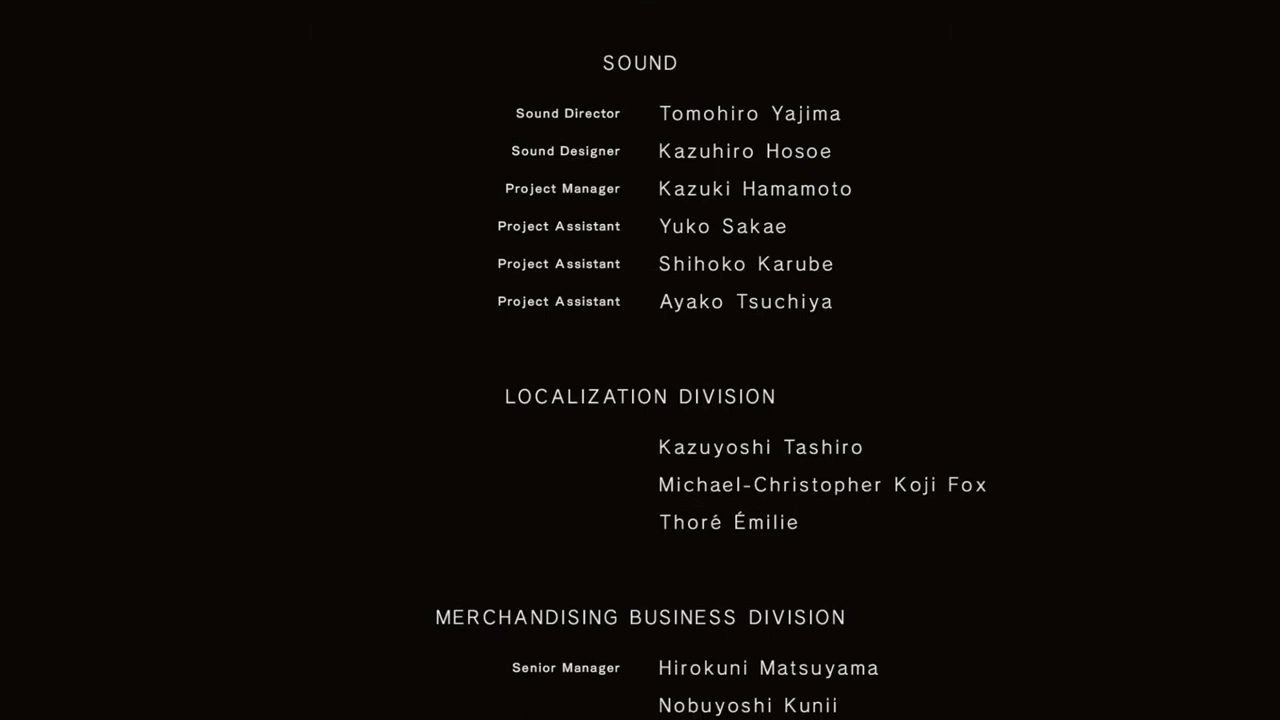 SOUND
Sound Director Tomohiro Yajima
Sound Designer Kazuhiro Hosoe
Project Manager Kazuki Hamamoto
Project Assistant Yuko Sakae
Project Assistant Shihoko Karube
Project Assistant Ayako Tsuchiya
LOCALIZATION DIVISION
Kazuyoshi Tashiro
Michael-Christopher Koji Fox
Thoré Émilie
MERCHANDISING BUSINESS DIVISION
Senior Manager Hirokuni Matsuyama
Nobuyoshi Kunii